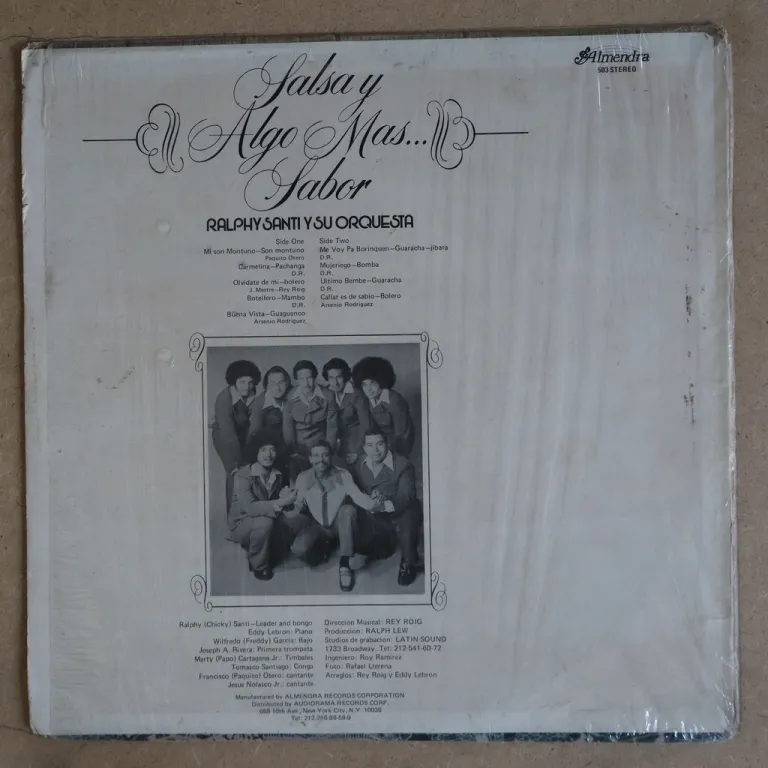 Salsa y
Algo Mas...
Sabor
Almendra
593 STEREO
RALPHY SANTI Y SU ORQUESTA
Side One
Mi son Montuno—Son montuno
Paquito Otero
Carmelina—Pachanga
D.R.
Olvidate de mi—bolero
J. Merrie—Rey Roig
Botellero—Mambo
D.R.
Buena Vista—Guaguanco
Arsenio Rodriguez
Side Two
Me Voy Pa Borinquen—Guaracha—jibara
D.R.
Mujeriego—Bomba
D.R.
Ultimo Bembe—Guaracha
D.R.
Callar es de sabio—Bolero
Arsenio Rodriguez
Ralphy (Chicky) Santi—Leader and bongo
Eddy Lebron: Piano
Wilfredo (Freddy) Garcia: Bajo
Joseph A. Rivera: Primera trompeta
Marty (Papo) Cartagena Jr.: Timbales
Tomasco Santiago: Conga
Francisco (Paquito) Otero: cantante
Jesus Nolasco Jr.: cantante
Direccion Musical: REY ROIG
Produccion: RALPH LEW
Studios de grabacion: LATIN SOUND
1733 Broadway. Tel: 212-541-60-72
Ingeniero: Roy Ramirez
Foto: Rafael Llerena
Arreglos: Rey Roig y Eddy Lebron
Manufactured by ALMENDRA RECORDS CORPORATION
Distributed by AUDIORAMA RECORDS CORP.
10th Ave., New York City, N.Y. 10036